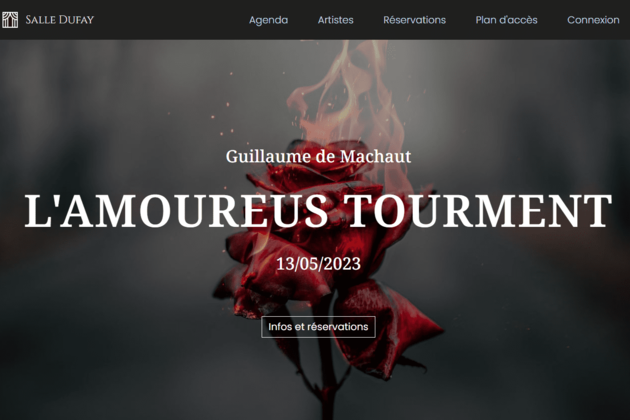 SALLE DUFAY
Agenda
Artistes
Réservations
Plan d'accès
Connexion
Guillaume de Machaut
L'AMOUREUS TOURMENT
13/05/2023
Infos et réservations